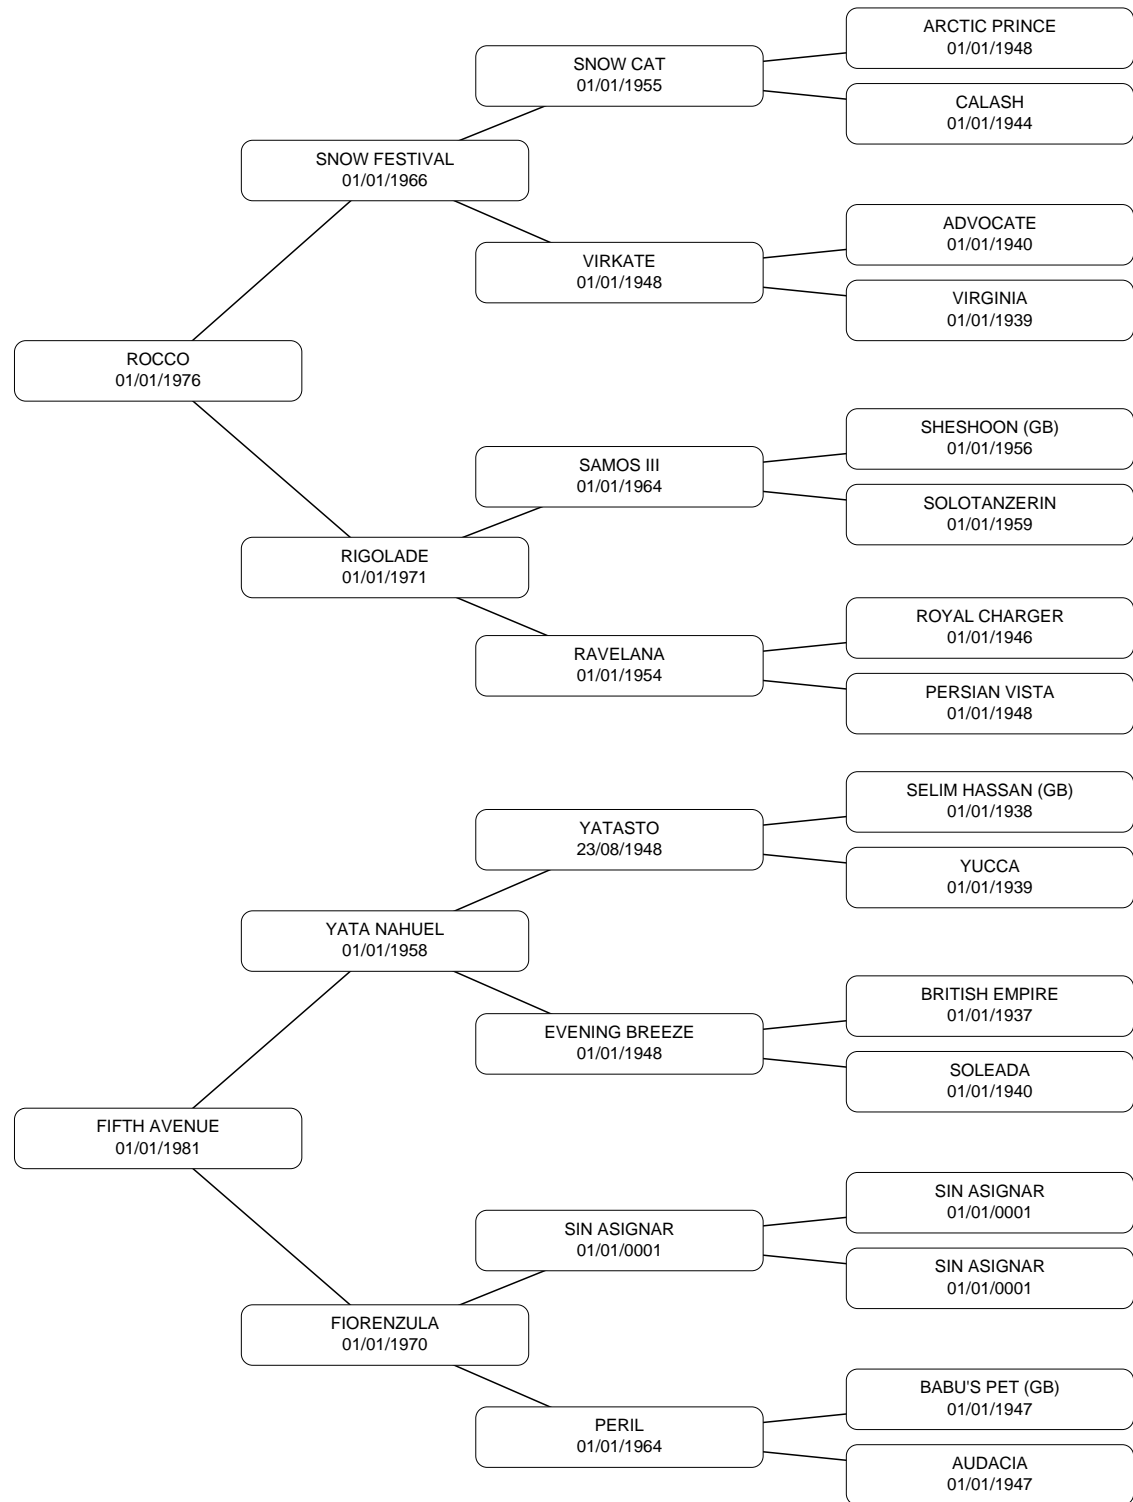 ARCTIC PRINCE
01/01/1948
SNOW CAT
01/01/1955
CALASH
01/01/1944
SNOW FESTIVAL
01/01/1966
ADVOCATE
01/01/1940
VIRKATE
01/01/1948
VIRGINIA
01/01/1939
ROCCO
01/01/1976
SHESHOON (GB)
01/01/1956
SAMOS III
01/01/1964
SOLOTANZERIN
01/01/1959
RIGOLADE
01/01/1971
ROYAL CHARGER
01/01/1946
RAVELANA
01/01/1954
PERSIAN VISTA
01/01/1948
SELIM HASSAN (GB)
01/01/1938
YATASTO
23/08/1948
YUCCA
01/01/1939
YATA NAHUEL
01/01/1958
BRITISH EMPIRE
01/01/1937
EVENING BREEZE
01/01/1948
SOLEADA
01/01/1940
FIFTH AVENUE
01/01/1981
SIN ASIGNAR
01/01/0001
SIN ASIGNAR
01/01/0001
SIN ASIGNAR
01/01/0001
FIORENZULA
01/01/1970
BABU'S PET (GB)
01/01/1947
PERIL
01/01/1964
AUDACIA
01/01/1947